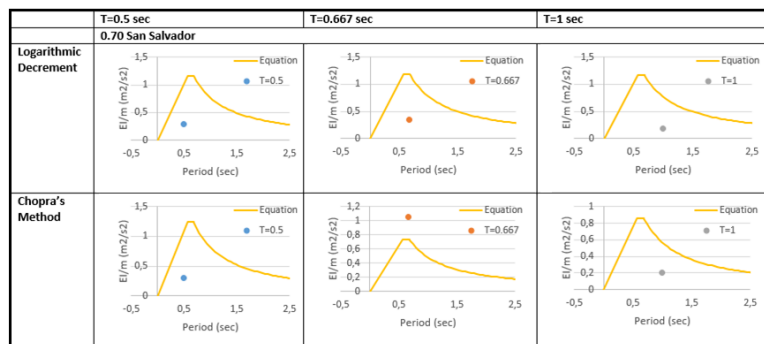 T=0.5 sec T=0.667 sec T=1 sec
0.70 San Salvador
Logarithmic Decrement
EI/m (m2/s2)
1,5
1
0,5
0
-0,5 0,5 1,5 2,5
Period (sec)
Equation
T=0.5
EI/m (m2/s2)
1,5
1
0,5
0
-0,5 0,5 1,5 2,5
Period (sec)
Equation
T=0.667
EI/m (m2/s2)
1,5
1
0,5
0
-0,5 0,5 1,5 2,5
Period (sec)
Equation
T=1
Chopra's Method
EI/m (m2/s2)
1,5
1
0,5
0
-0,5 0,5 1,5 2,5
Period (sec)
Equation
T=0.5
EI/m (m2/s2)
1,2
1
0,8
0,6
0,4
0,2
0
-0,5 0,5 1,5 2,5
Period (sec)
Equation
T=0.667
EI/m (m2/s2)
1
0,8
0,6
0,4
0,2
0
-0,5 0,5 1,5 2,5
Period (sec)
Equation
T=1